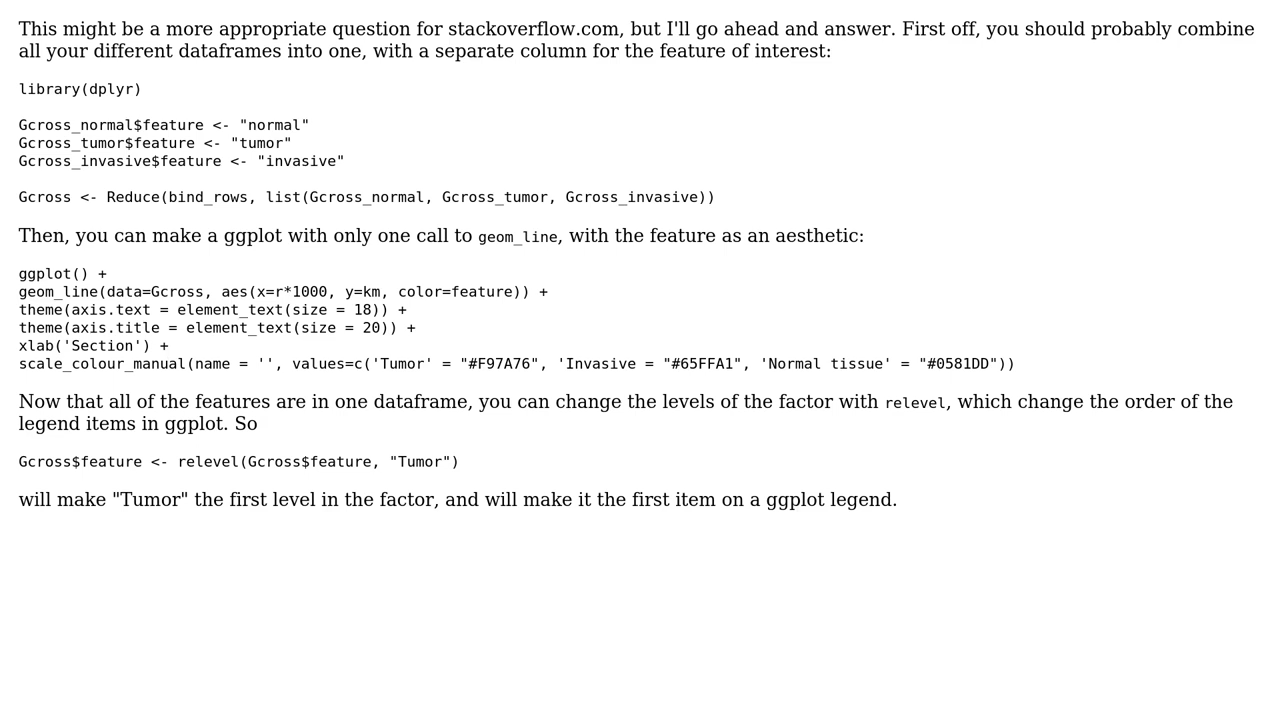 This might be a more appropriate question for stackoverflow.com, but I'll go ahead and answer. First off, you should probably combine
all your different dataframes into one, with a separate column for the feature of interest:
library(dplyr)
Gcross_normal$feature <- "normal"
Gcross_tumor$feature <- "tumor"
Gcross_invasive$feature <- "invasive"
Gcross <- Reduce(bind_rows, list(Gcross_normal, Gcross_tumor, Gcross_invasive))
Then, you can make a ggplot with only one call to geom_line, with the feature as an aesthetic:
ggplot() +
geom_line(data=Gcross, aes(x=r*1000, y=km, color=feature)) +
theme(axis.text = element_text(size = 18)) +
theme(axis.title = element_text(size = 20)) +
xlab('Section') +
scale_colour_manual(name = '', values=c('Tumor' = "#F97A76", 'Invasive = "#65FFA1", 'Normal tissue' = "#0581DD"))
Now that all of the features are in one dataframe, you can change the levels of the factor with relevel, which change the order of the
legend items in ggplot. So
Gcross$feature <- relevel(Gcross$feature, "Tumor")
will make "Tumor" the first level in the factor, and will make it the first item on a ggplot legend.